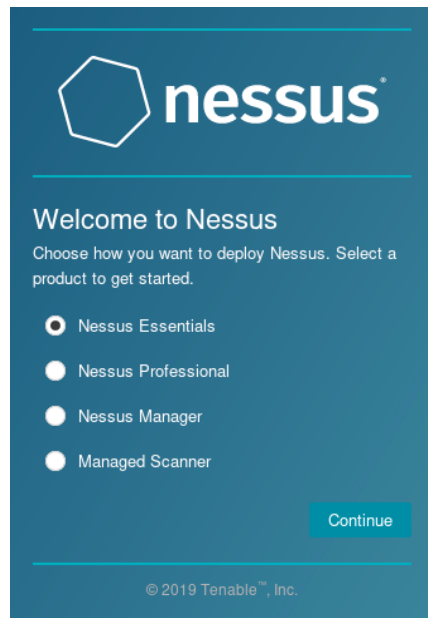 nessus®
Welcome to Nessus
Choose how you want to deploy Nessus. Select a
product to get started.
Nessus Essentials
Nessus Professional
Nessus Manager
Managed Scanner
Continue
© 2019 Tenable™, Inc.